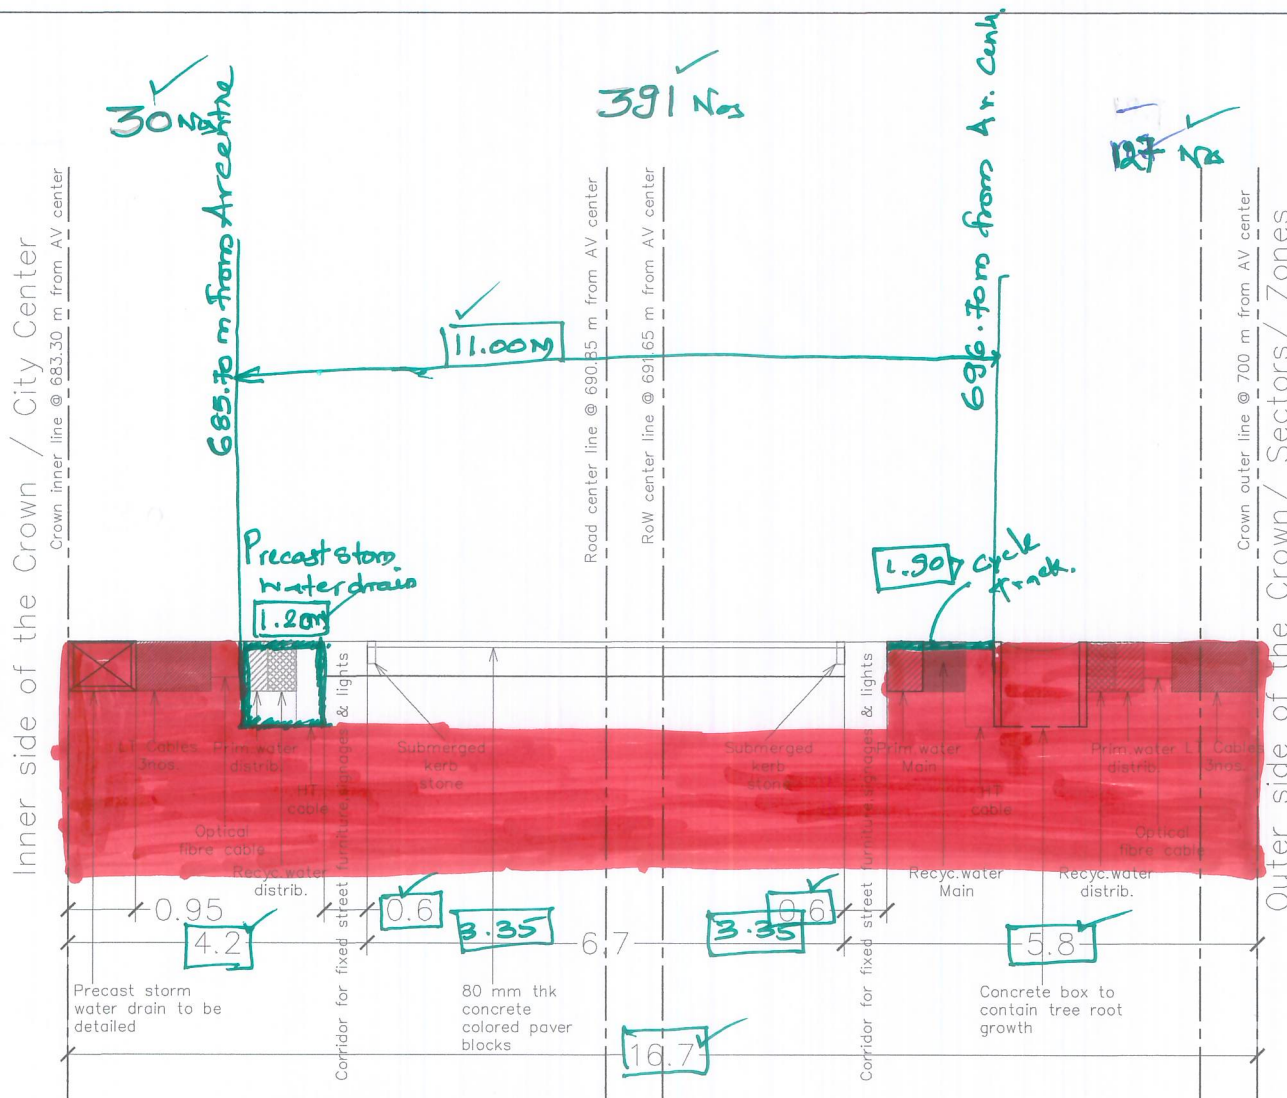 30 Nos
391 Nos
127 Nos
685.70 m from Arcentre
696.70m from Ar. Cent.
Inner side of the Crown / City Center
Crown inner line @ 683.30 m from AV center
Road center line @ 690.85 m from AV center
RoW center line @ 691.65 m from AV center
Crown outer line @ 700 m from AV center
Outer side of the Crown / Sectors/ Zones
11.00M
Precast storm
water drain
1.20m
1.90
Cycle
track.
Corridor for fixed street furniture,signages & lights
Corridor for fixed street furniture,signages & lights
LT Cables
3nos.
Prim.water
distrib.
HT
cable
Optical
fibre cable
Recyc.water
distrib.
Submerged
kerb
stone
Submerged
kerb
stone
Prim.water
Main
HT
cable
Recyc.water
Main
Prim.water
distrib.
LT Cable
3nos.
Optical
fibre cable
Recyc.water
distrib.
0.95
0.6
0.6
4.2
3.35
6.7
3.35
5.8
Precast storm
water drain to be
detailed
80 mm thk
concrete
colored paver
blocks
Concrete box to
contain tree root
growth
16.7